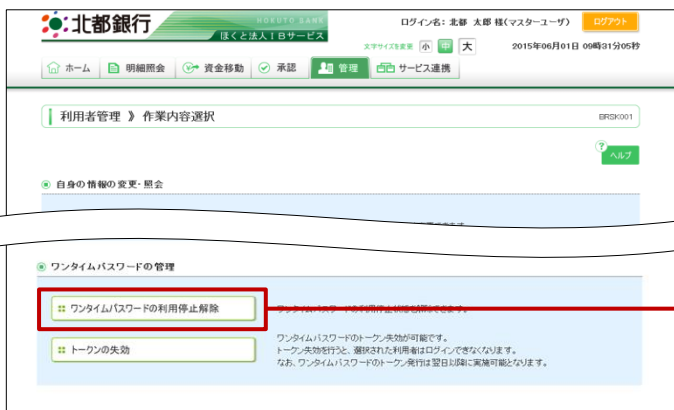 北都銀行
HOKUTO BANK
ほくと法人IBサービス
ログイン名：北都 太郎 様(マスターユーザ)
ログアウト
文字サイズを変更 小 中 大
2015年06月01日 09時31分05秒
ホーム 明細照会 資金移動 承認 管理 サービス連携
利用者管理 》 作業内容選択
BRSK001
?
ヘルプ
自身の情報の変更・照会
ワンタイムパスワードの管理
ワンタイムパスワードの利用停止解除
トークンの失効
ワンタイムパスワードのトークン失効が可能です。
トークン失効を行うと、選択された利用者はログインできなくなります。
なお、ワンタイムパスワードのトークン発行は翌日以降に実施可能となります。